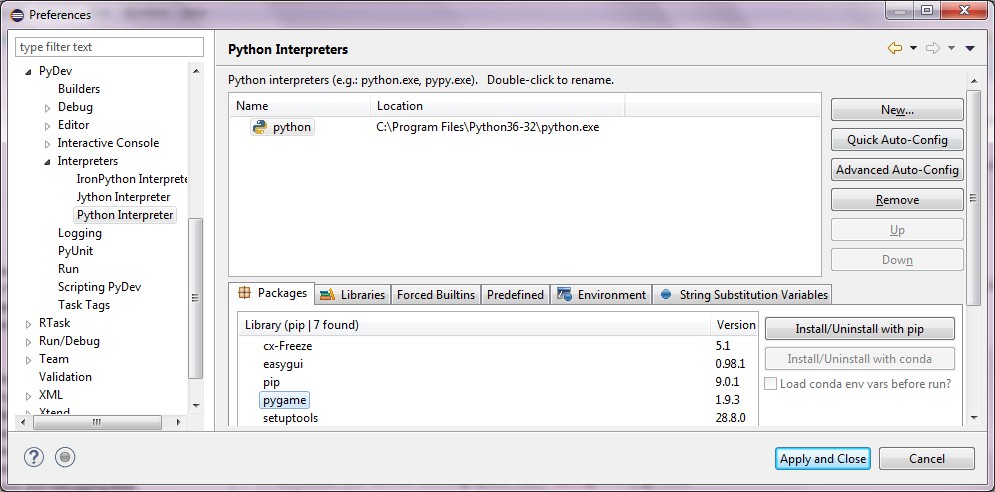 Preferences
type filter text
PyDev
Builders
Debug
Editor
Interactive Console
Interpreters
IronPython Interprete
Jython Interpreter
Python Interpreter
Logging
PyUnit
Run
Scripting PyDev
Task Tags
RTask
Run/Debug
Team
Validation
XML
Xtend
Python Interpreters
Python interpreters (e.g.: python.exe, pypy.exe).   Double-click to rename.
Name Location
python C:\Program Files\Python36-32\python.exe
New...
Quick Auto-Config
Advanced Auto-Config
Remove
Up
Down
Packages Libraries Forced Builtins Predefined Environment String Substitution Variables
Library (pip | 7 found) Version
cx-Freeze 5.1
easygui 0.98.1
pip 9.0.1
pygame 1.9.3
setuptools 28.8.0
Install/Uninstall with pip
Install/Uninstall with conda
Load conda env vars before run?
?
Apply and Close Cancel